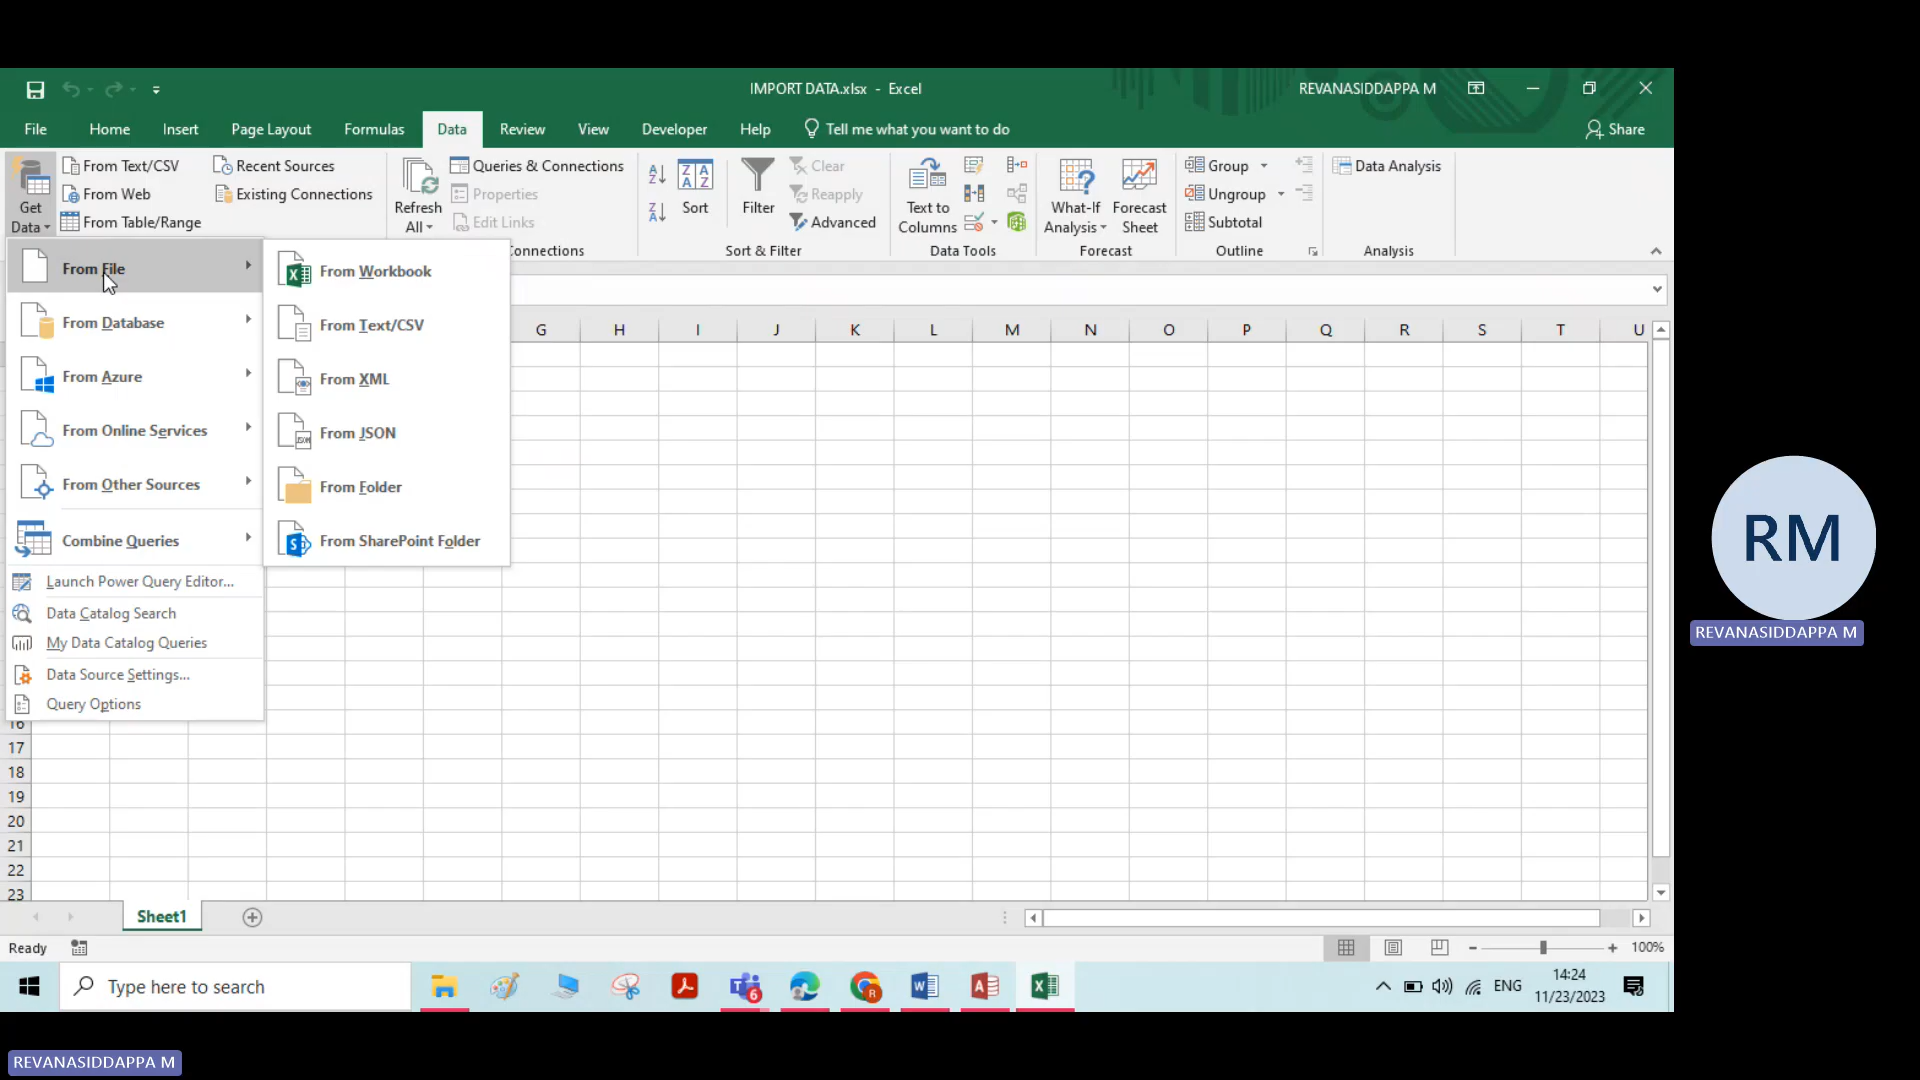 IMPORT DATA.xlsx - Excel
REVANASIDDAPPA M
File Home Insert Page Layout Formulas Data Review View Developer Help Tell me what you want to do Share
Get Data
From Text/CSV
From Web
From Table/Range
Recent Sources
Existing Connections
Refresh All
Queries & Connections
Properties
Edit Links
onnections
Sort
Filter
Clear
Reapply
Advanced
Sort & Filter
Text to Columns
Data Tools
What-If Analysis
Forecast Sheet
Forecast
Group
Ungroup
Subtotal
Outline
Data Analysis
Analysis
From File
From Database
From Azure
From Online Services
From Other Sources
Combine Queries
Launch Power Query Editor...
Data Catalog Search
My Data Catalog Queries
Data Source Settings...
Query Options
From Workbook
From Text/CSV
From XML
From JSON
From Folder
From SharePoint Folder
G H I J K L M N O P Q R S T U
16
17
18
19
20
21
22
23
Sheet1
Ready
100%
Type here to search
6
R
ENG
14:24
11/23/2023
RM
REVANASIDDAPPA M
REVANASIDDAPPA M